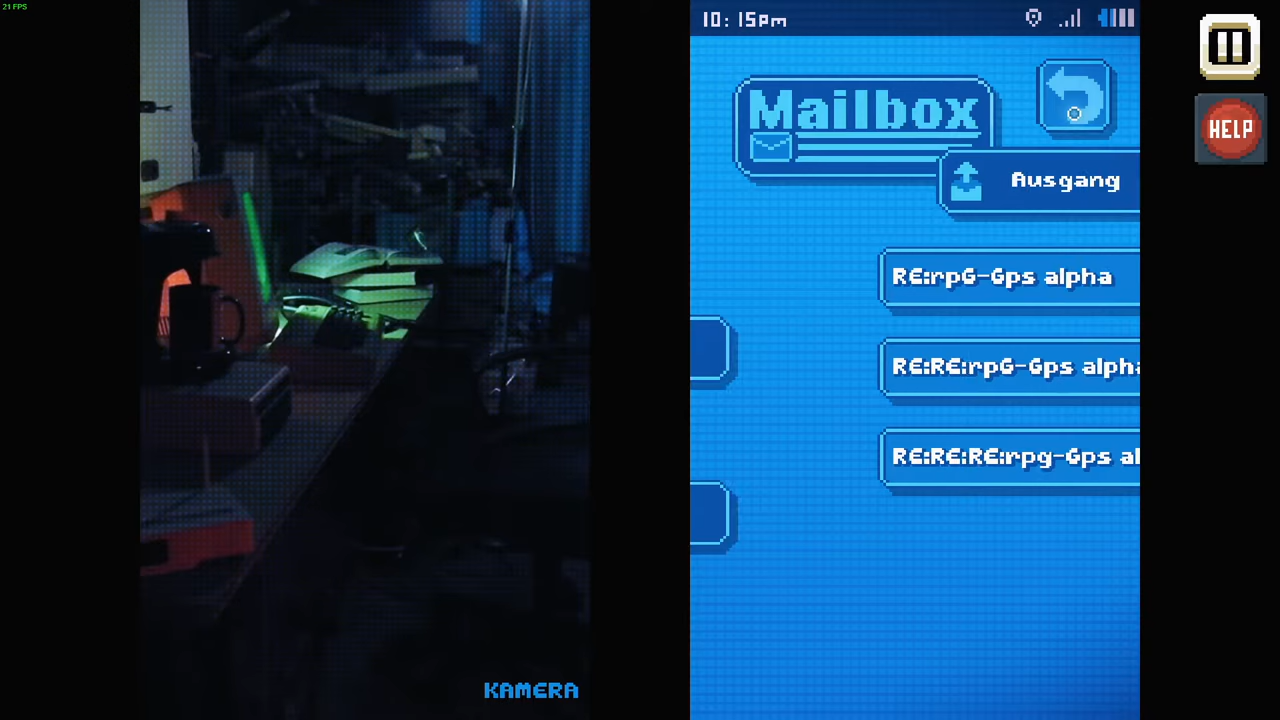 21 FPS
10:15pm
Mailbox
HELP
Ausgang
RE:rpG-Gps alpha
RE:RE:rpG-Gps alpha
RE:RE:RE:rpg-Gps al
KAMERA